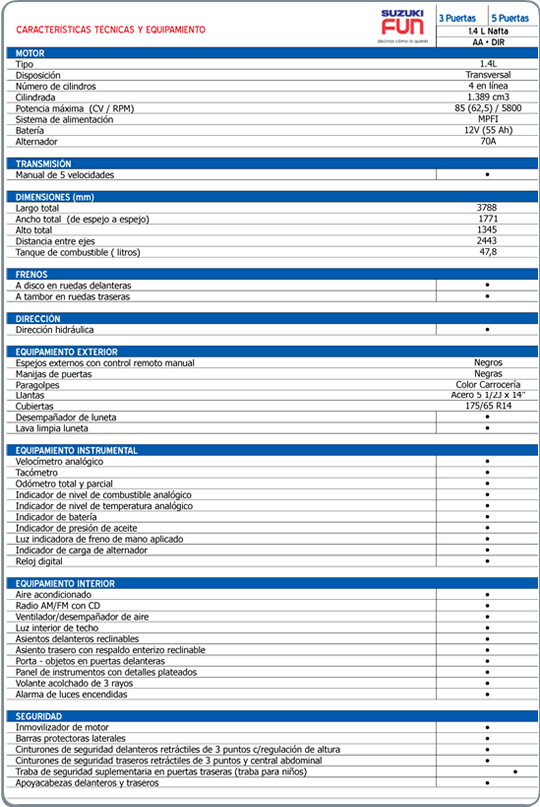 CARACTERÍSTICAS TÉCNICAS Y EQUIPAMIENTO
SUZUKI
FUN
decinos cómo lo querés
3 Puertas 5 Puertas
1.4 L Nafta
AA + DIR
MOTOR
Tipo 1.4L
Disposición Transversal
Número de cilindros 4 en línea
Cilindrada 1.389 cm3
Potencia máxima (CV / RPM) 85 (62,5) / 5800
Sistema de alimentación MPFI
Batería 12V (55 Ah)
Alternador 70A
TRANSMISIÓN
Manual de 5 velocidades •
DIMENSIONES (mm)
Largo total 3788
Ancho total (de espejo a espejo) 1771
Alto total 1345
Distancia entre ejes 2443
Tanque de combustible ( litros) 47,8
FRENOS
A disco en ruedas delanteras •
A tambor en ruedas traseras •
DIRECCIÓN
Dirección hidráulica •
EQUIPAMIENTO EXTERIOR
Espejos externos con control remoto manual Negros
Manijas de puertas Negras
Paragolpes Color Carrocería
Llantas Acero 5 1/2J x 14"
Cubiertas 175/65 R14
Desempañador de luneta •
Lava limpia luneta •
EQUIPAMIENTO INSTRUMENTAL
Velocímetro analógico •
Tacómetro •
Odómetro total y parcial •
Indicador de nivel de combustible analógico •
Indicador de nivel de temperatura analógico •
Indicador de batería •
Indicador de presión de aceite •
Luz indicadora de freno de mano aplicado •
Indicador de carga de alternador •
Reloj digital •
EQUIPAMIENTO INTERIOR
Aire acondicionado •
Radio AM/FM con CD •
Ventilador/desempañador de aire •
Luz interior de techo •
Asientos delanteros reclinables •
Asiento trasero con respaldo enterizo reclinable •
Porta - objetos en puertas delanteras •
Panel de instrumentos con detalles plateados •
Volante acolchado de 3 rayos •
Alarma de luces encendidas •
SEGURIDAD
Inmovilizador de motor •
Barras protectoras laterales •
Cinturones de seguridad delanteros retráctiles de 3 puntos c/regulación de altura •
Cinturones de seguridad traseros retráctiles de 3 puntos y central abdominal •
Traba de seguridad suplementaria en puertas traseras (traba para niños) •
Apoyacabezas delanteros y traseros •